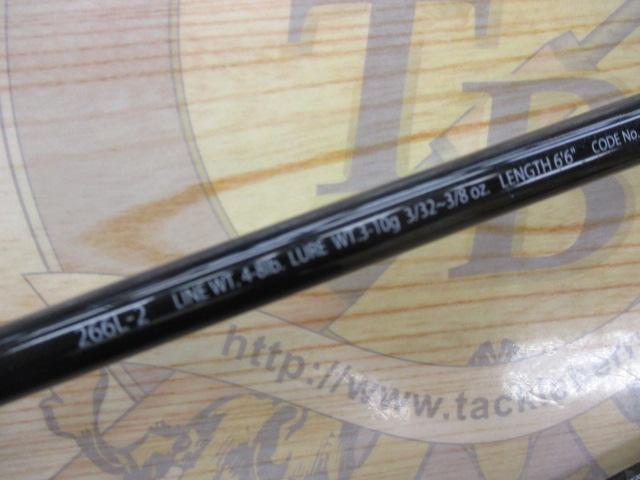 TB
266L-2 LINE WT. 4-8lb. LURE WT.3-10g 3/32~3/8 oz. LENGTH 6'6" CODE No.
http://www.tackle